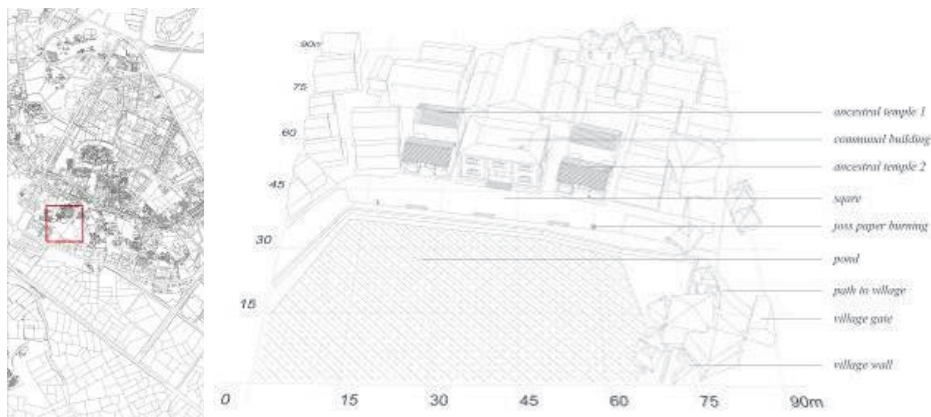 90m
75
60
45
30
15
0 15 30 45 60 75 90m
ancestral temple 1
communal building
ancestral temple 2
sqare
joss paper burning
pond
path to village
village gate
village wall